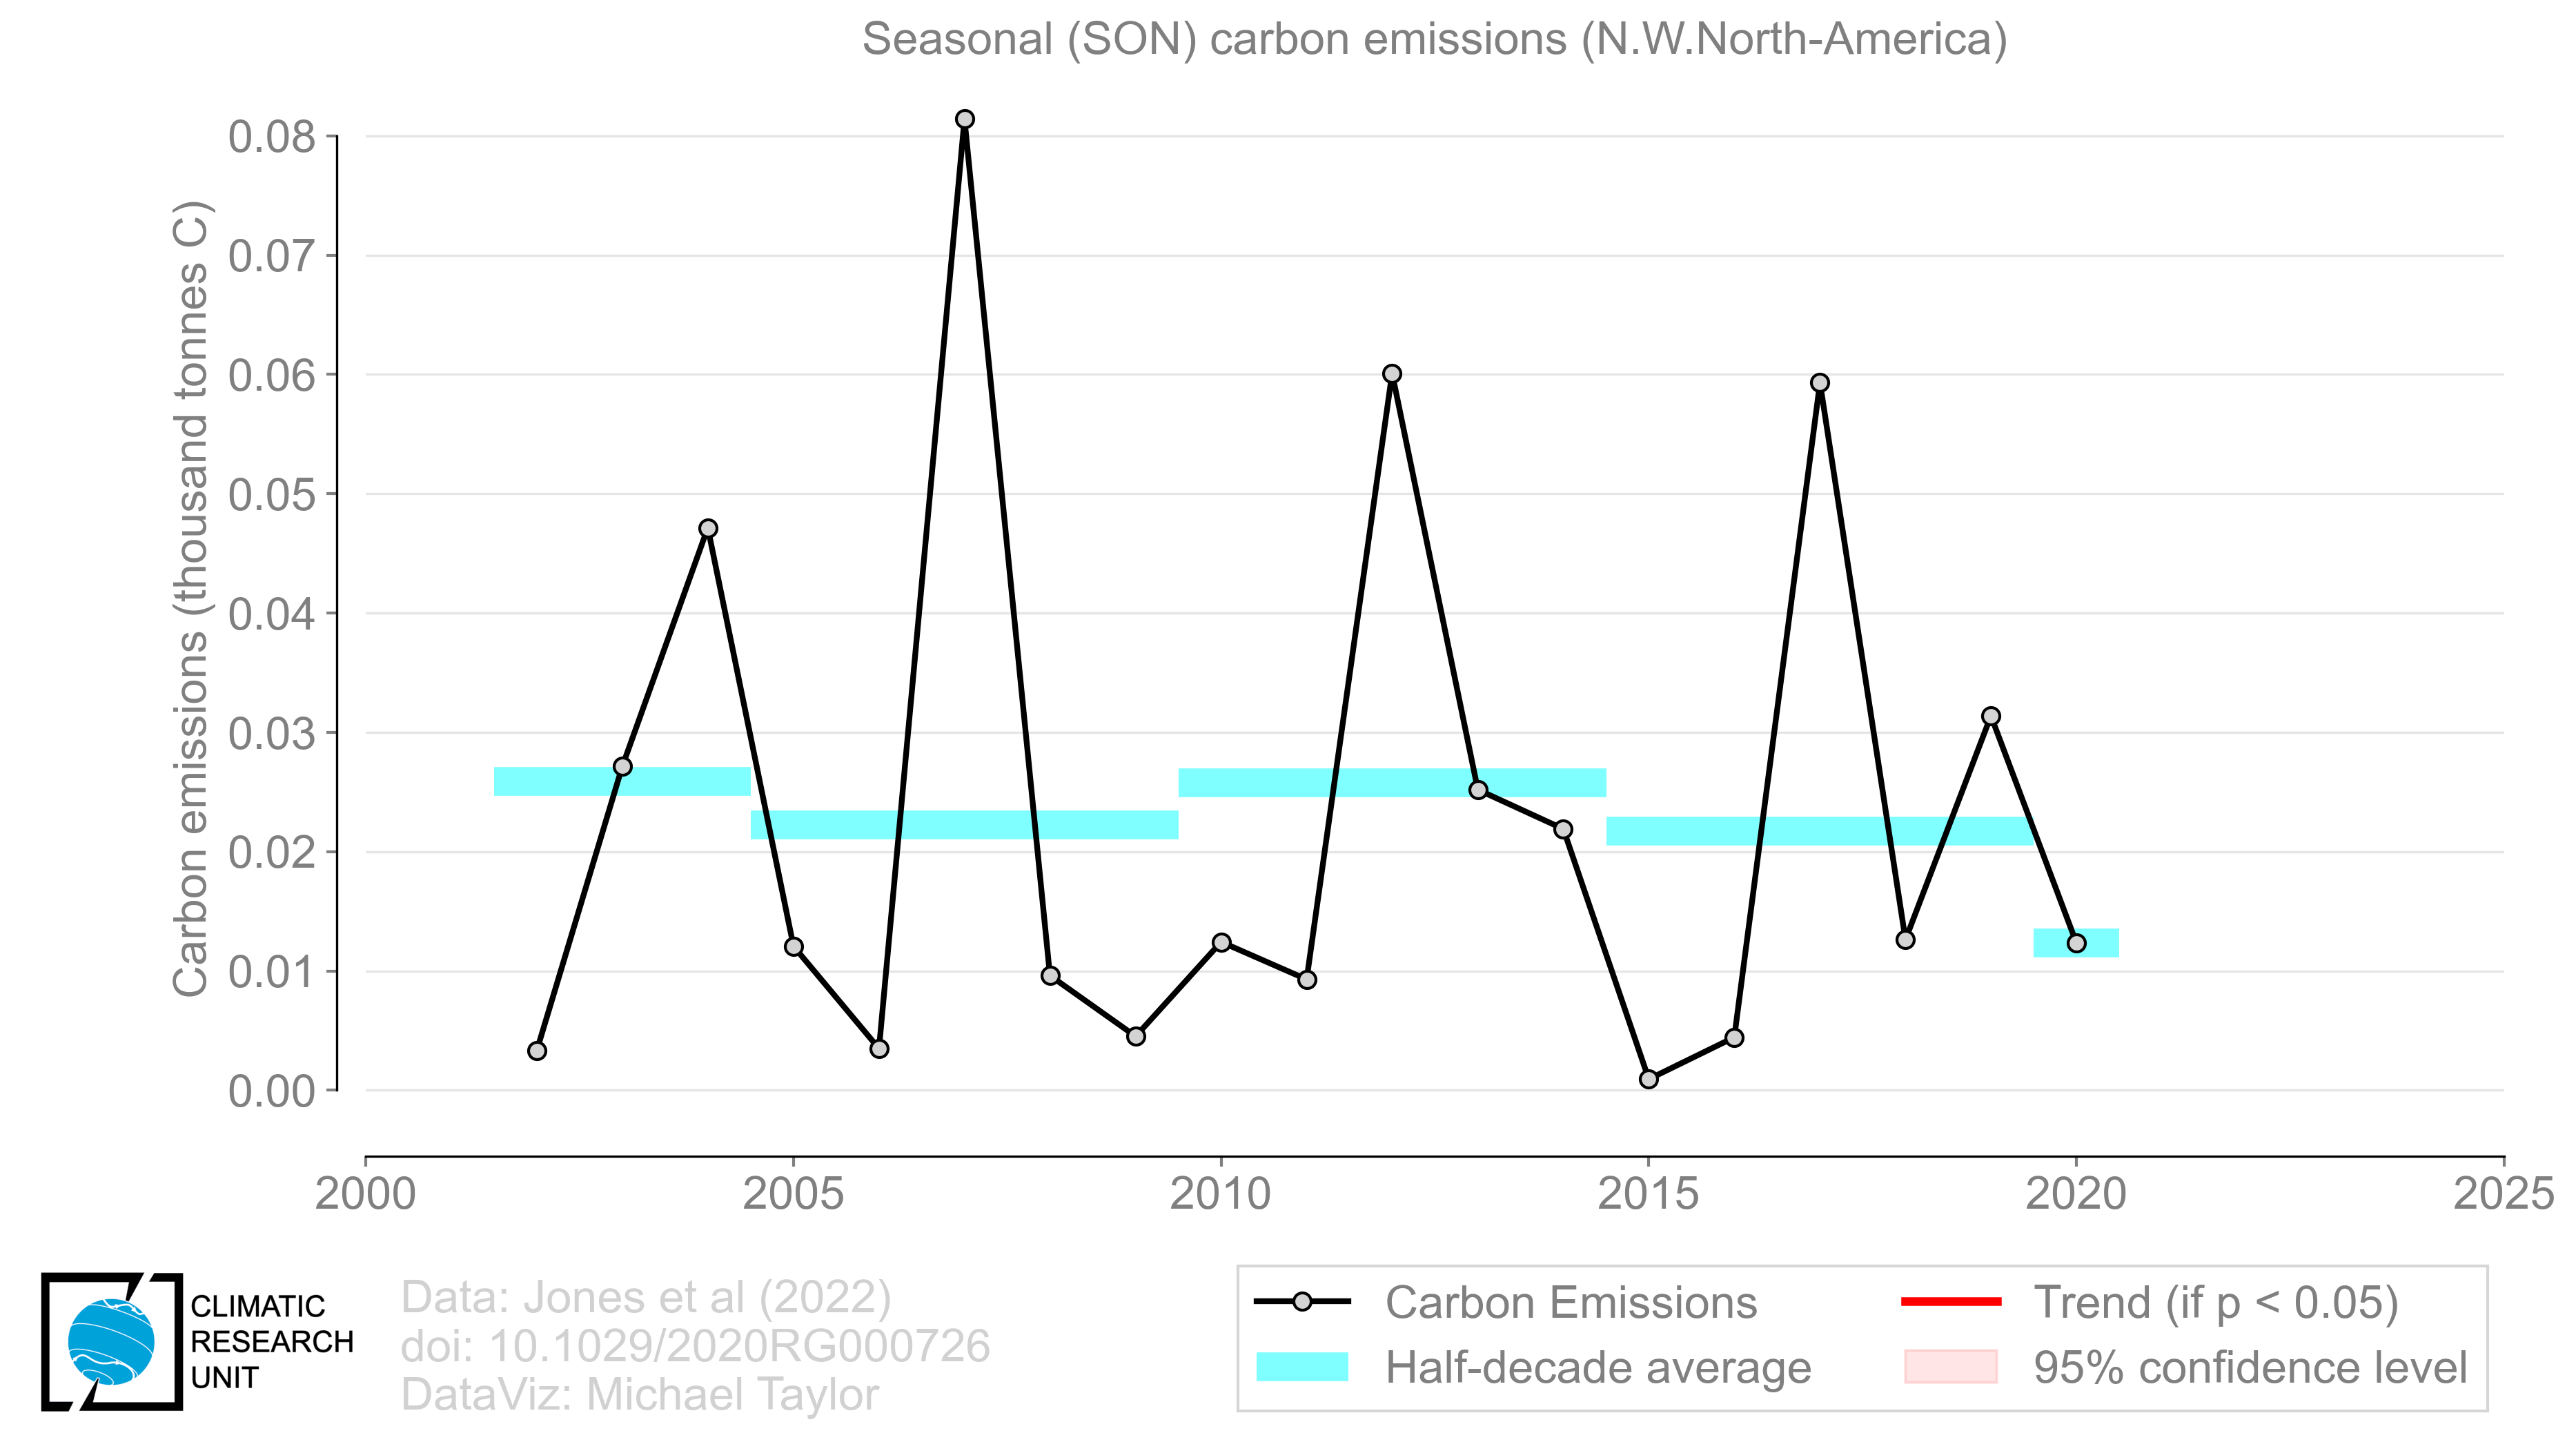 Seasonal (SON) carbon emissions (N.W.North-America)
Carbon emissions (thousand tonnes C)
0.08
0.07
0.06
0.05
0.04
0.03
0.02
0.01
0.00
2000
2005
2010
2015
2020
2025
CLIMATIC
RESEARCH
UNIT
Data: Jones et al (2022)
doi: 10.1029/2020RG000726
DataViz: Michael Taylor
Carbon Emissions
Half-decade average
Trend (if p < 0.05)
95% confidence level